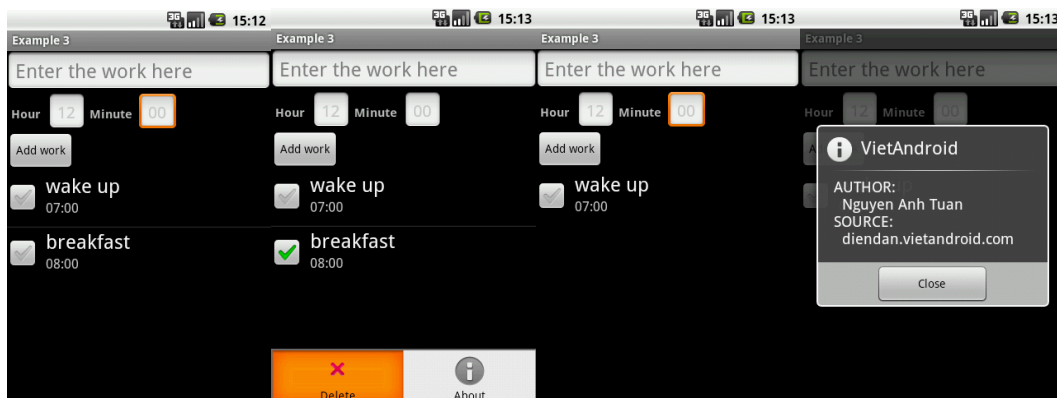 3G 15:12
Example 3
Enter the work here
Hour 12 Minute 00
Add work
wake up
07:00
breakfast
08:00
3G 15:13
Example 3
Enter the work here
Hour 12 Minute 00
Add work
wake up
07:00
breakfast
08:00
Delete
About
3G 15:13
Example 3
Enter the work here
Hour 12 Minute 00
Add work
wake up
07:00
3G 15:13
Example 3
Enter the work here
Hour 12 Minute 00
VietAndroid
AUTHOR:
Nguyen Anh Tuan
SOURCE:
diendan.vietandroid.com
Close